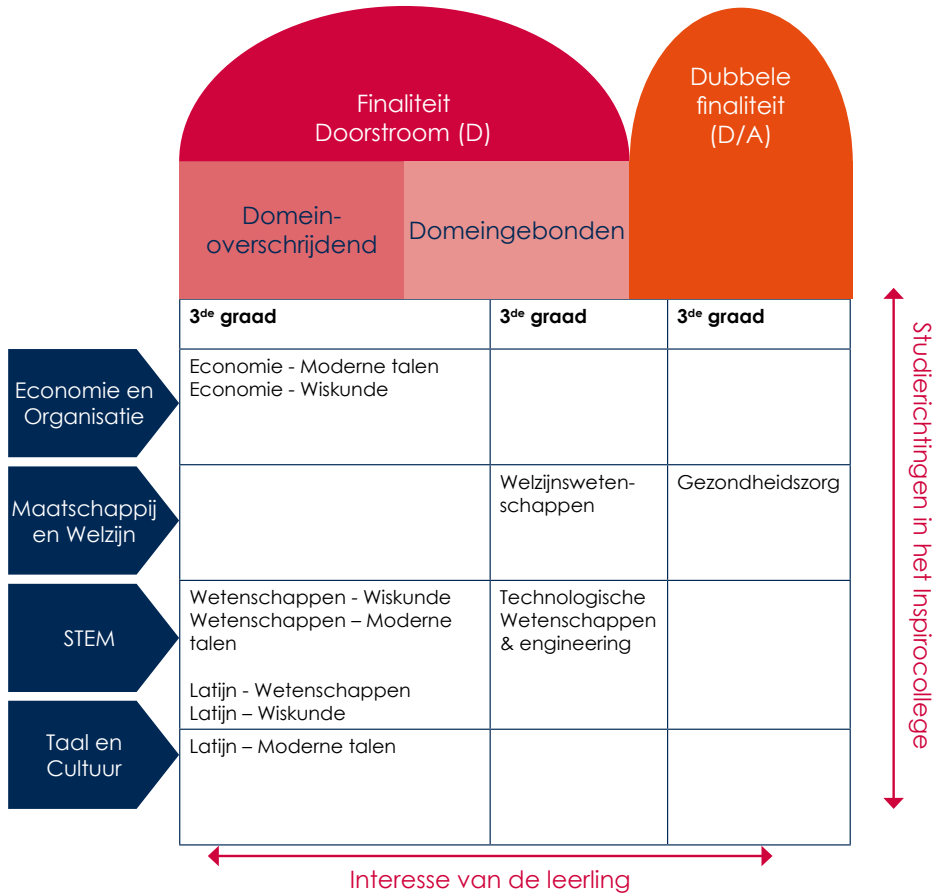 Finaliteit
Doorstroom (D)
Dubbele
finaliteit
(D/A)
Domein-
overschrijdend
Domeingebonden
3de graad
3de graad
3de graad
Economie en
Organisatie
Economie - Moderne talen
Economie - Wiskunde
Maatschappij
en Welzijn
Welzijnsweten-
schappen
Gezondheidszorg
STEM
Wetenschappen - Wiskunde
Wetenschappen – Moderne
talen
Latijn - Wetenschappen
Latijn – Wiskunde
Technologische
Wetenschappen
& engineering
Taal en
Cultuur
Latijn – Moderne talen
Studierichtingen in het Inspirocollege
Interesse van de leerling